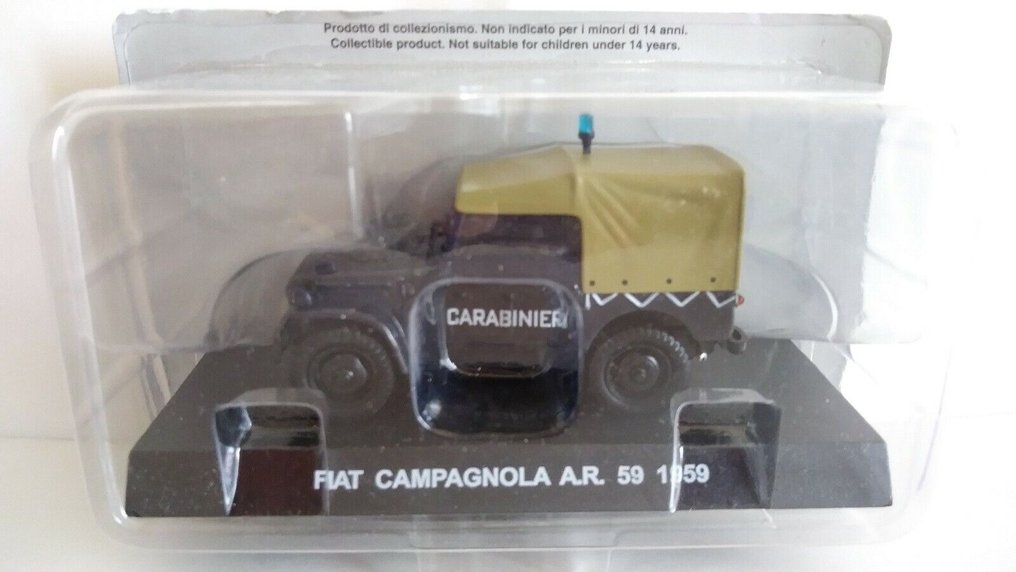 Prodotto di collezionismo. Non indicato per i minori di 14 anni.
Collectible product. Not suitable for children under 14 years.
CARABINIERI
FIAT CAMPAGNOLA A.R. 59 1959